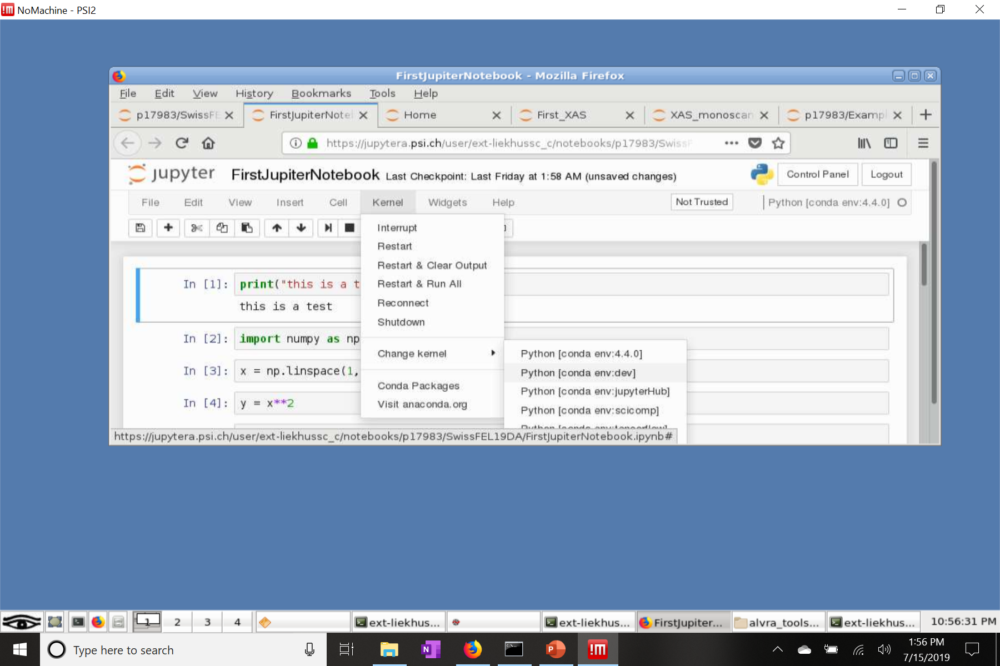 NoMachine - PSI2
FirstJupiterNotebook - Mozilla Firefox
File Edit View History Bookmarks Tools Help
p17983/SwissFE FirstJupiterNote Home First_XAS XAS_monoscan p17983/Exampl
https://jupytera.psi.ch/user/ext-liekhussc_c/notebooks/p17983/SwissF
jupyter FirstJupiterNotebook Last Checkpoint: Last Friday at 1:58 AM (unsaved changes) Control Panel Logout
File Edit View Insert Cell Kernel Widgets Help Not Trusted Python [conda env:4.4.0]
Interrupt
Restart
Restart & Clear Output
Restart & Run All
Reconnect
Shutdown
Change kernel
Conda Packages
Visit anaconda.org
Python [conda env:4.4.0]
Python [conda env:dev]
Python [conda env:jupyterHub]
Python [conda env:scicomp]
Python [conda env:tensorflow]
In [1]: print("this is a t
this is a test
In [2]: import numpy as np
In [3]: x = np.linspace(1,
In [4]: y = x**2
https://jupytera.psi.ch/user/ext-liekhussc_c/notebooks/p17983/SwissFEL19DA/FirstJupiterNotebook.ipynb#
1 2 3 4 ext-liekhus... ext-liekhus... FirstJupiter... alvra_tools... ext-liekhus... 10:56:31 PM
Type here to search
1:56 PM
7/15/2019